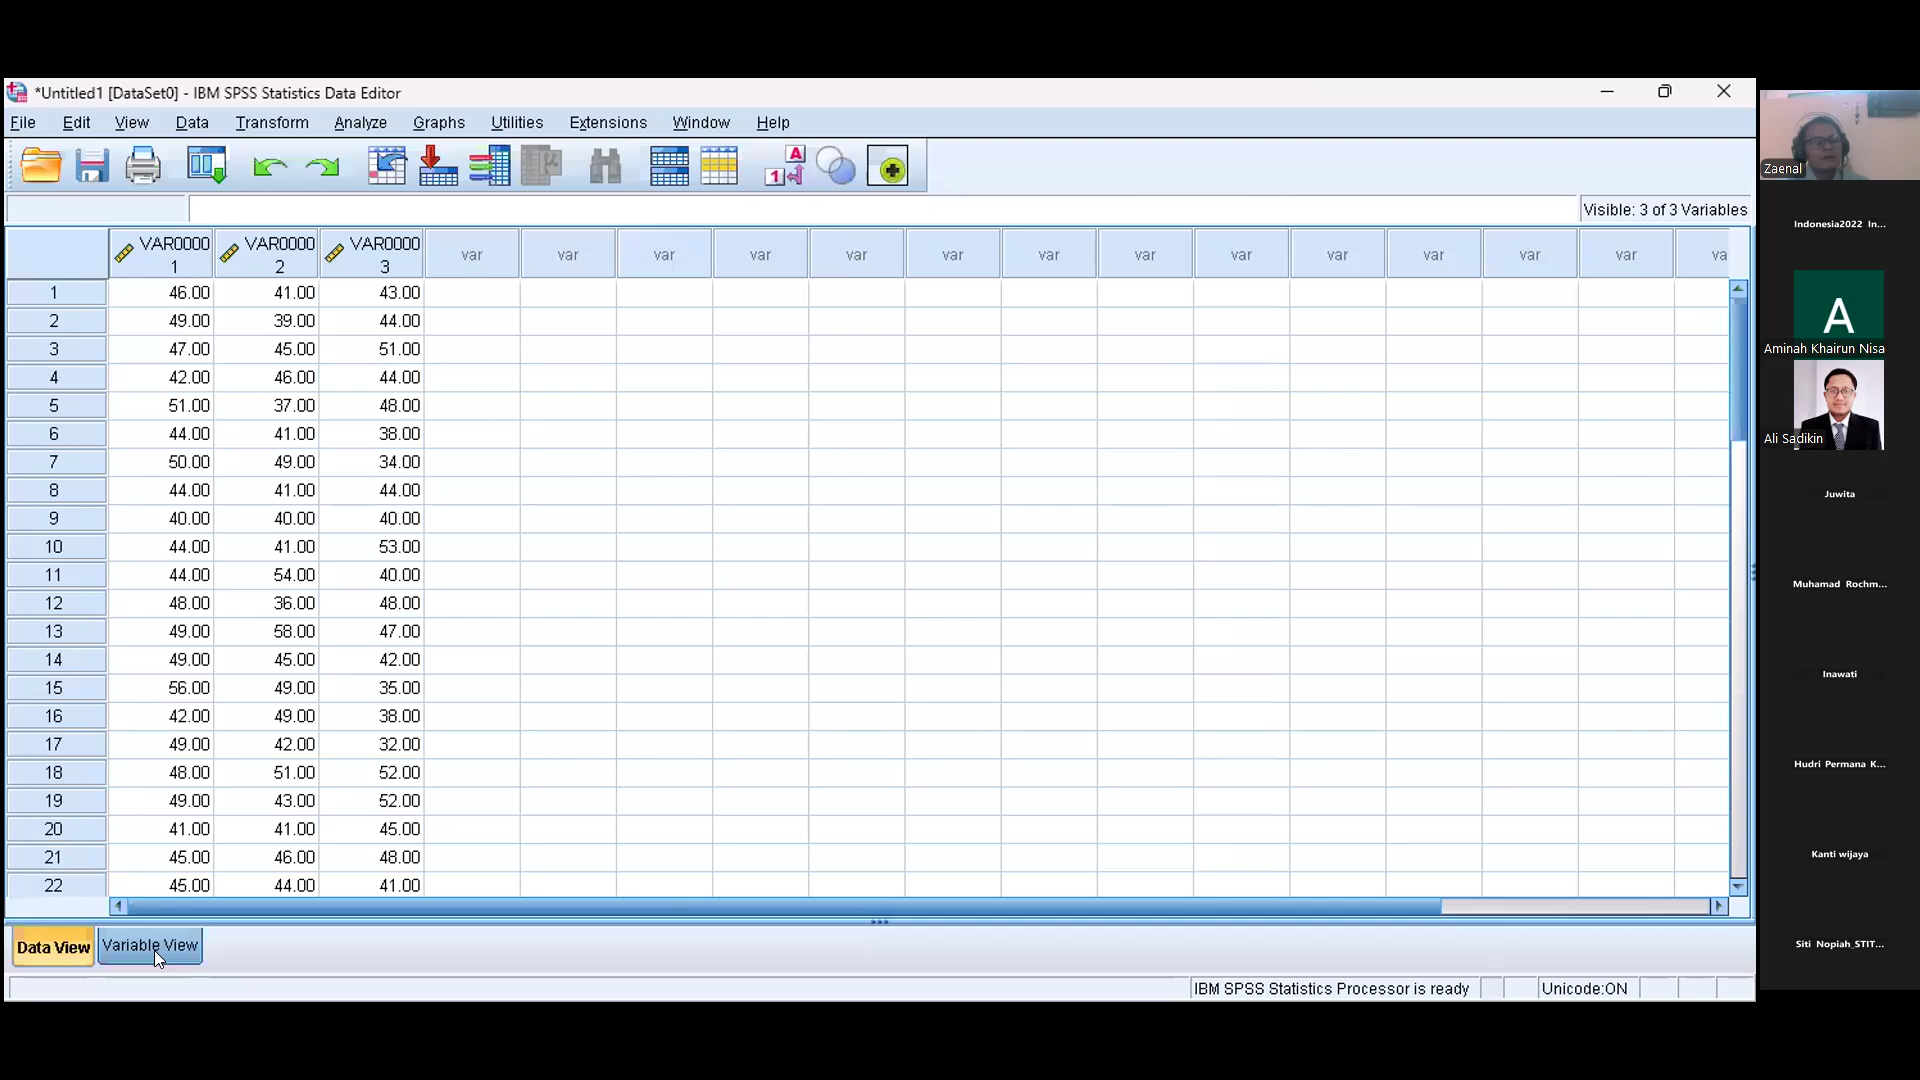 *Untitled1 [DataSet0] - IBM SPSS Statistics Data Editor
File Edit View Data Transform Analyze Graphs Utilities Extensions Window Help
Visible: 3 of 3 Variables
VAR0000 VAR0000 VAR0000
1 2 3 var var var var var var var var var var var var var va
1 46.00 41.00 43.00
2 49.00 39.00 44.00
3 47.00 45.00 51.00
4 42.00 46.00 44.00
5 51.00 37.00 48.00
6 44.00 41.00 38.00
7 50.00 49.00 34.00
8 44.00 41.00 44.00
9 40.00 40.00 40.00
10 44.00 41.00 53.00
11 44.00 54.00 40.00
12 48.00 36.00 48.00
13 49.00 58.00 47.00
14 49.00 45.00 42.00
15 56.00 49.00 35.00
16 42.00 49.00 38.00
17 49.00 42.00 32.00
18 48.00 51.00 52.00
19 49.00 43.00 52.00
20 41.00 41.00 45.00
21 45.00 46.00 48.00
22 45.00 44.00 41.00
Data View Variable View
IBM SPSS Statistics Processor is ready Unicode:ON
Zaenal
Indonesia2022 In...
A
Aminah Khairun Nisa
Ali Sadikin
Juwita
Muhamad Rochm...
Inawati
Hudri Permana K...
Kanti wijaya
Siti Nopiah_STIT...